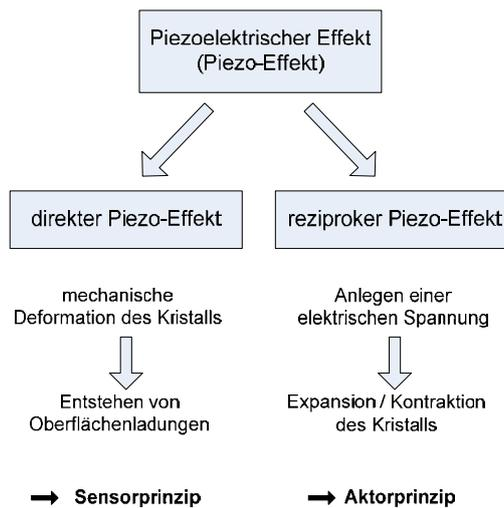 Piezoelektrischer Effekt
(Piezo-Effekt)
direkter Piezo-Effekt
reziproker Piezo-Effekt
mechanische
Deformation des Kristalls
Anlegen einer
elektrischen Spannung
Entstehen von
Oberflächenladungen
Expansion / Kontraktion
des Kristalls
Sensorprinzip
Aktorprinzip